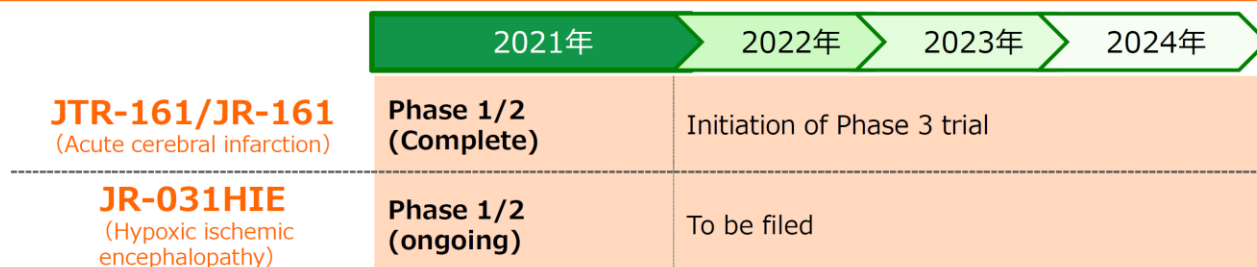 2021年 2022年 2023年 2024年
JTR-161/JR-161
（Acute cerebral infarction）
Phase 1/2
(Complete)
Initiation of Phase 3 trial
JR-031HIE
（Hypoxic ischemic
encephalopathy）
Phase 1/2
(ongoing)
To be filed